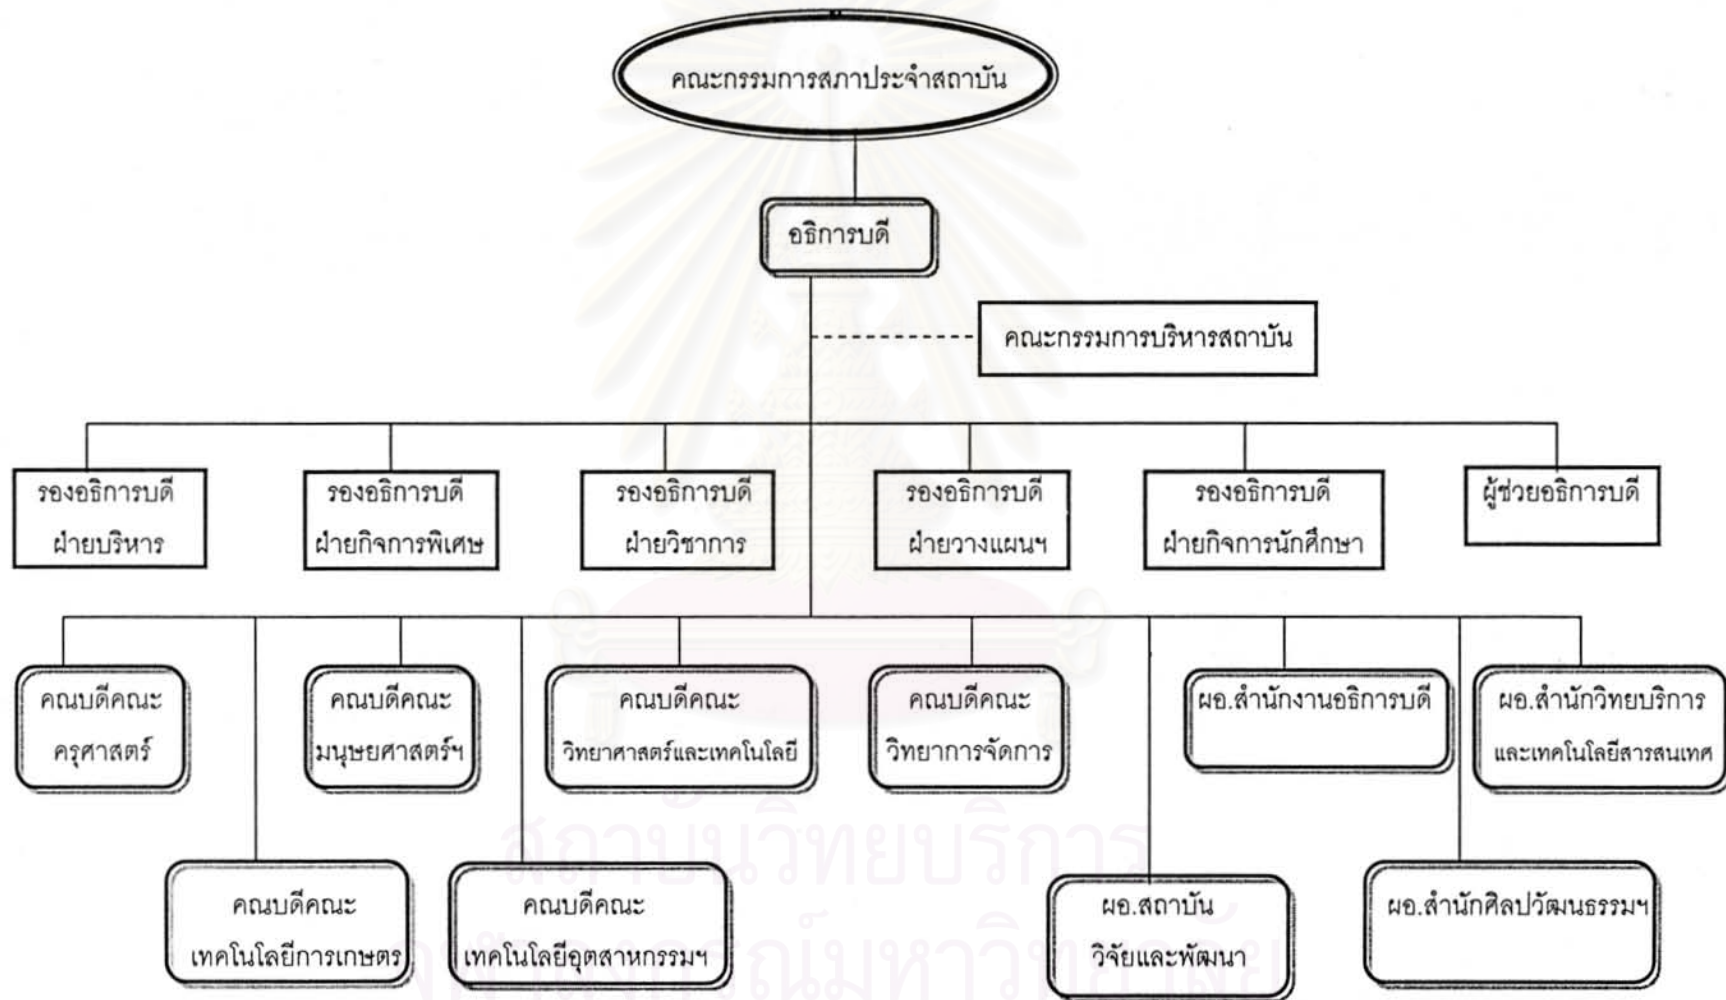 คณะกรรมการสภาประจำสถาบัน
อธิการบดี
คณะกรรมการบริหารสถาบัน
รองอธิการบดี
ฝ่ายบริหาร
รองอธิการบดี
ฝ่ายกิจการพิเศษ
รองอธิการบดี
ฝ่ายวิชาการ
รองอธิการบดี
ฝ่ายวางแผนฯ
รองอธิการบดี
ฝ่ายกิจการนักศึกษา
ผู้ช่วยอธิการบดี
คณบดีคณะ
ครุศาสตร์
คณบดีคณะ
มนุษยศาสตร์ฯ
คณบดีคณะ
วิทยาศาสตร์และเทคโนโลยี
คณบดีคณะ
วิทยาการจัดการ
ผอ.สำนักงานอธิการบดี
ผอ.สำนักวิทยบริการ
และเทคโนโลยีสารสนเทศ
คณบดีคณะ
เทคโนโลยีการเกษตร
คณบดีคณะ
เทคโนโลยีอุตสาหกรรมฯ
ผอ.สถาบัน
วิจัยและพัฒนา
ผอ.สำนักศิลปวัฒนธรรมฯ
สถาบันวิทยบริการ
จุฬาลงกรณ์มหาวิทยาลัย